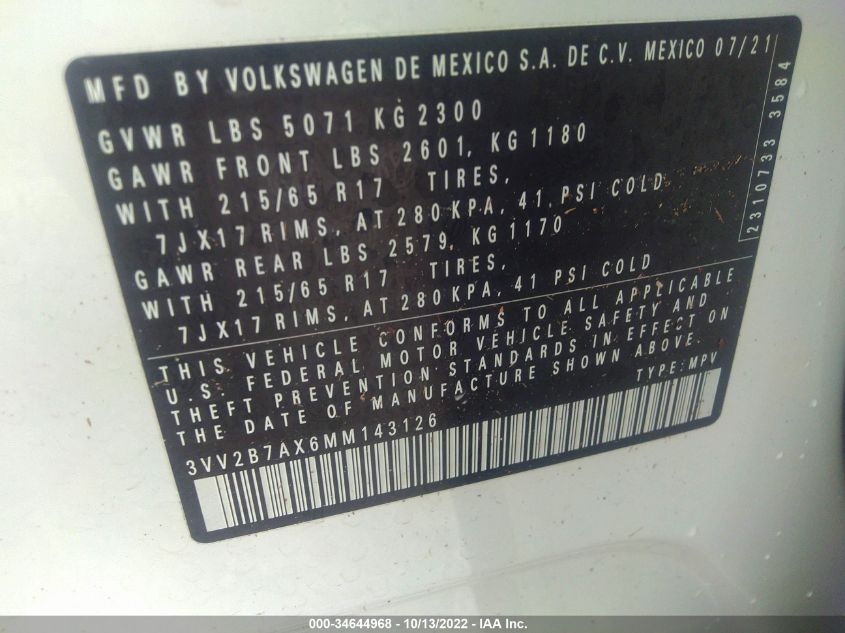 MFD BY VOLKSWAGEN DE MEXICO S.A. DE C.V. MEXICO 07/21
GVWR LBS 5071 KG 2300
GAWR FRONT LBS 2601, KG 1180
WITH 215/65 R17 TIRES,
7JX17 RIMS, AT 280 KPA, 41 PSI COLD
GAWR REAR LBS 2579, KG 1170
WITH 215/65 R17 TIRES,
7JX17 RIMS, AT 280 KPA, 41 PSI COLD
THIS VEHICLE CONFORMS TO ALL APPLICABLE
U.S. FEDERAL MOTOR VEHICLE SAFETY AND
THEFT PREVENTION STANDARDS IN EFFECT ON
THE DATE OF MANUFACTURE SHOWN ABOVE.
TYPE:MPV
3VV2B7AX6MM143126
2310733 3584
000-34644968 - 10/13/2022 - IAA Inc.